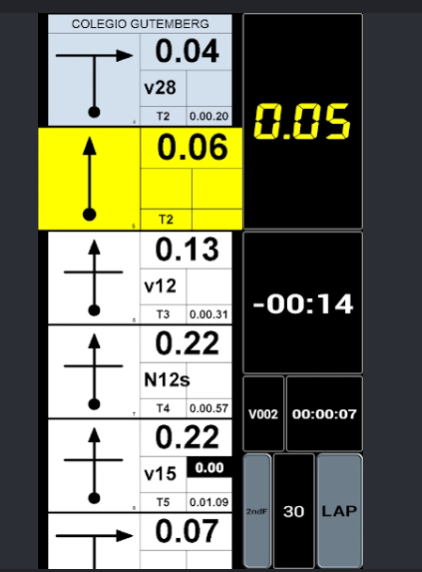 COLEGIO GUTEMBERG
0.04
v28
T2 0.00.20
0.06
T2
0.13
v12
T3 0.00.31
0.22
N12s
T4 0.00.57
0.22
v15 0.00
T5 0.01.09
0.07
0.05
-00:14
V002 00:00:07
2ndF 30 LAP